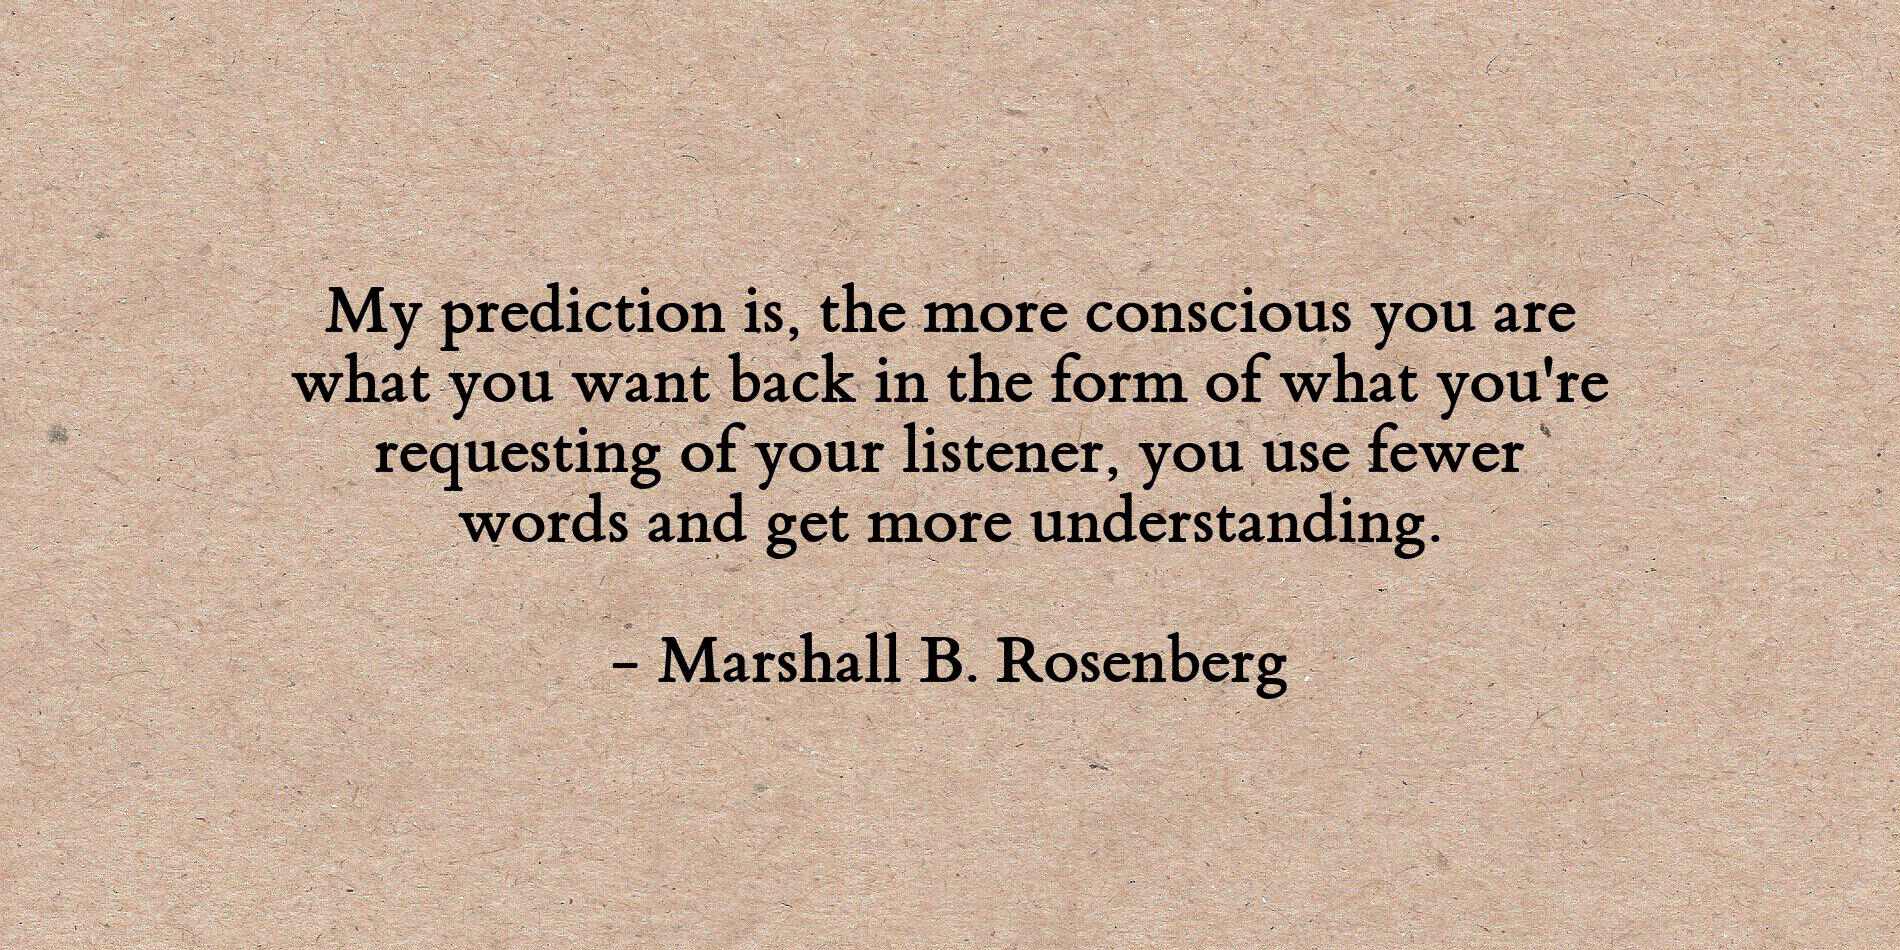 My prediction is, the more conscious you are
what you want back in the form of what you're
requesting of your listener, you use fewer
words and get more understanding.
– Marshall B. Rosenberg